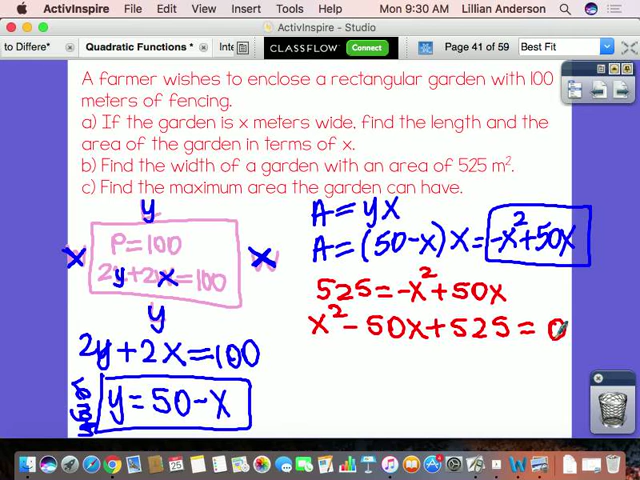 ActivInspire File Edit View Insert Tools Help Mon 9:30 AM Lillian Anderson
ActivInspire - Studio
to Differe* Quadratic Functions * Inte CLASSFLOW Connect Page 41 of 59 Best Fit
A farmer wishes to enclose a rectangular garden with 100
meters of fencing.
a) If the garden is x meters wide, find the length and the
area of the garden in terms of x.
b) Find the width of a garden with an area of 525 m².
c) Find the maximum area the garden can have.
y
P=100
x x
2y+2x=100
y
2y+2x=100
y=50-x
A=yx
A=(50-x)x=-x²+50x
525=-x²+50x
x²-50x+525=0